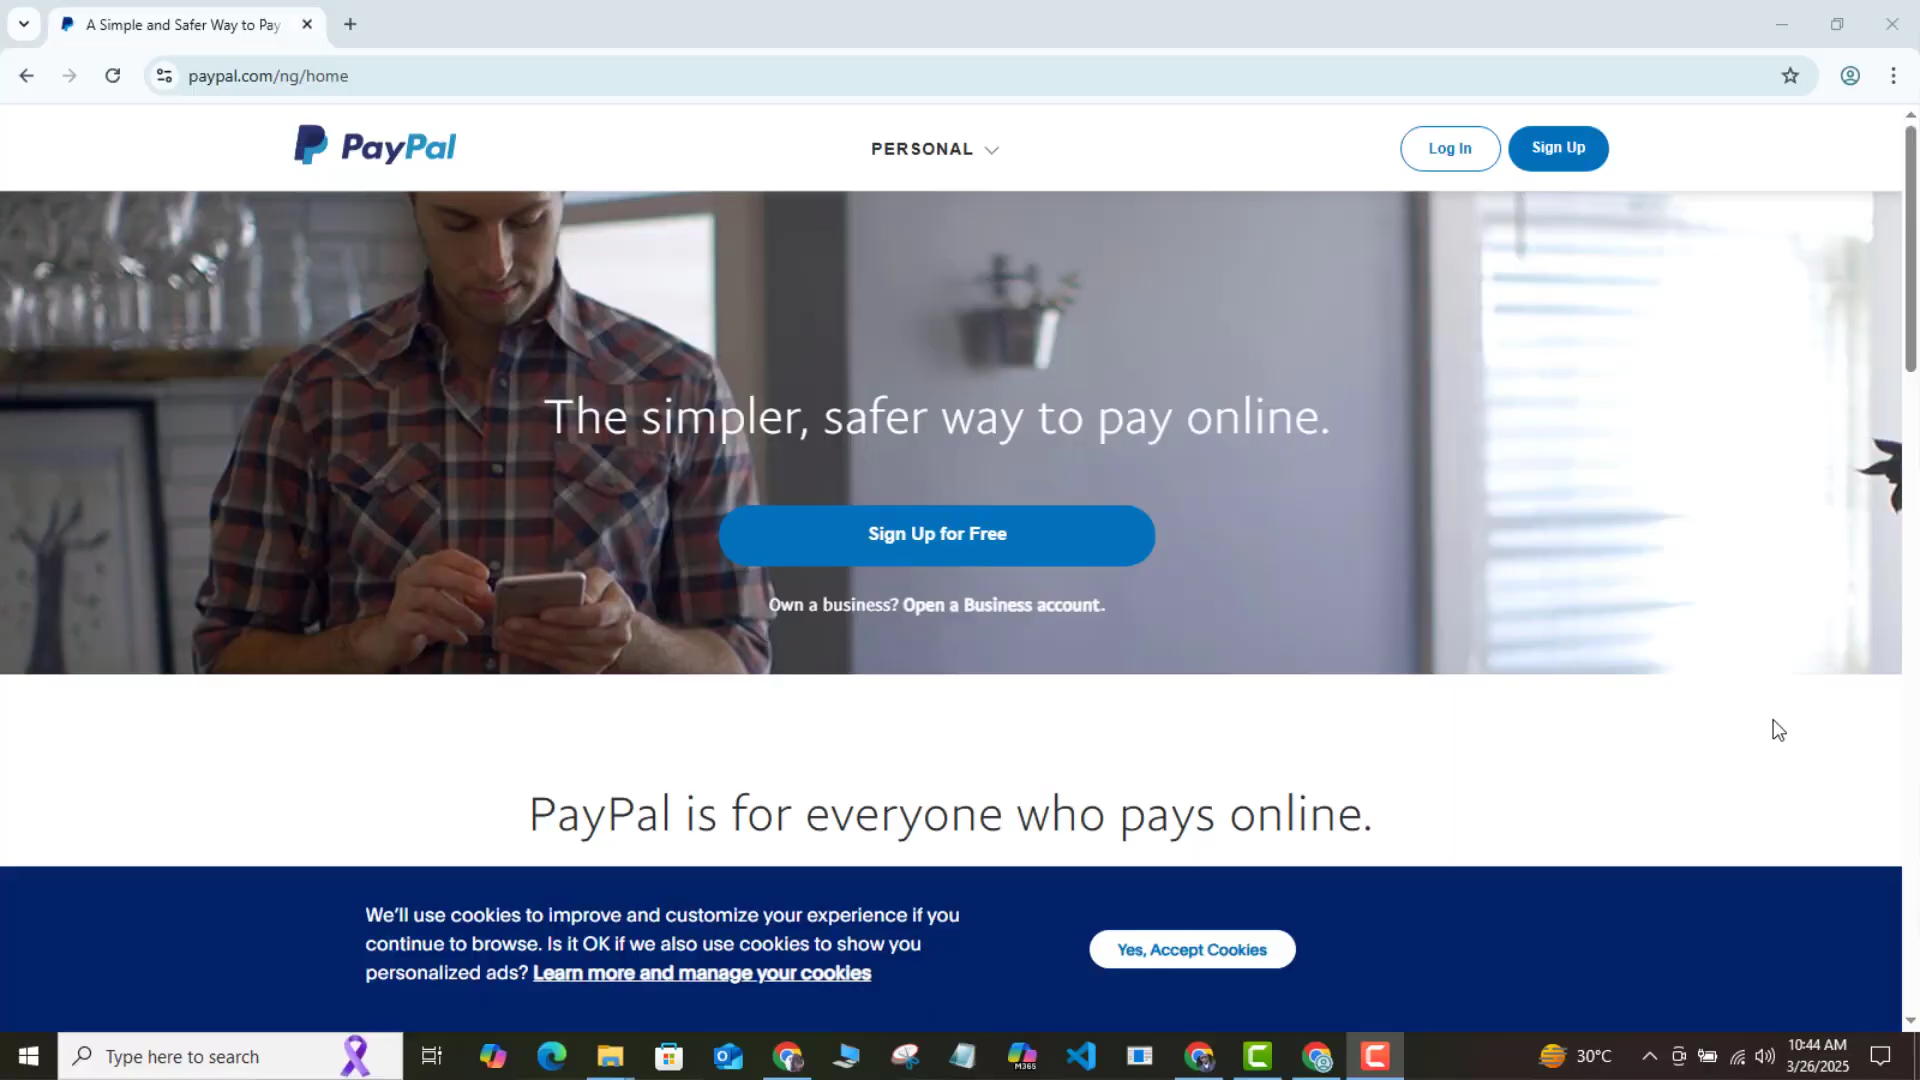 A Simple and Safer Way to Pay
paypal.com/ng/home
PayPal
PERSONAL
Log In
Sign Up
The simpler, safer way to pay online.
Sign Up for Free
Own a business? Open a Business account.
PayPal is for everyone who pays online.
We'll use cookies to improve and customize your experience if you
continue to browse. Is it OK if we also use cookies to show you
personalized ads? Learn more and manage your cookies
Yes, Accept Cookies
Type here to search
M365
30°C
10:44 AM
3/26/2025